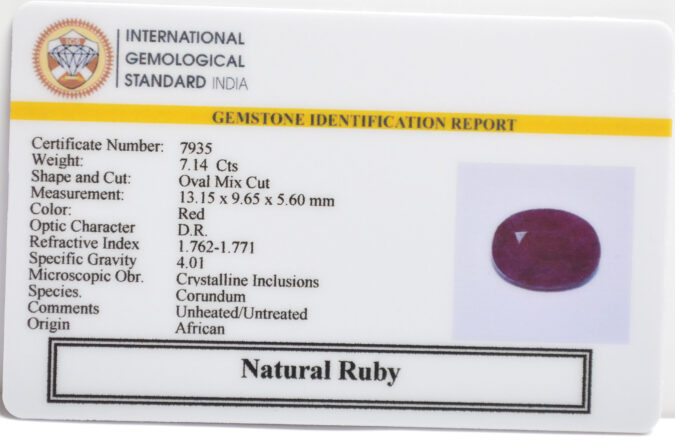 IGS
INTERNATIONAL
GEMOLOGICAL
STANDARD INDIA
GEMSTONE IDENTIFICATION REPORT
Certificate Number: 7935
Weight: 7.14 Cts
Shape and Cut: Oval Mix Cut
Measurement: 13.15 x 9.65 x 5.60 mm
Color: Red
Optic Character D.R.
Refractive Index 1.762-1.771
Specific Gravity 4.01
Microscopic Obr. Crystalline Inclusions
Species. Corundum
Comments Unheated/Untreated
Origin African
Natural Ruby